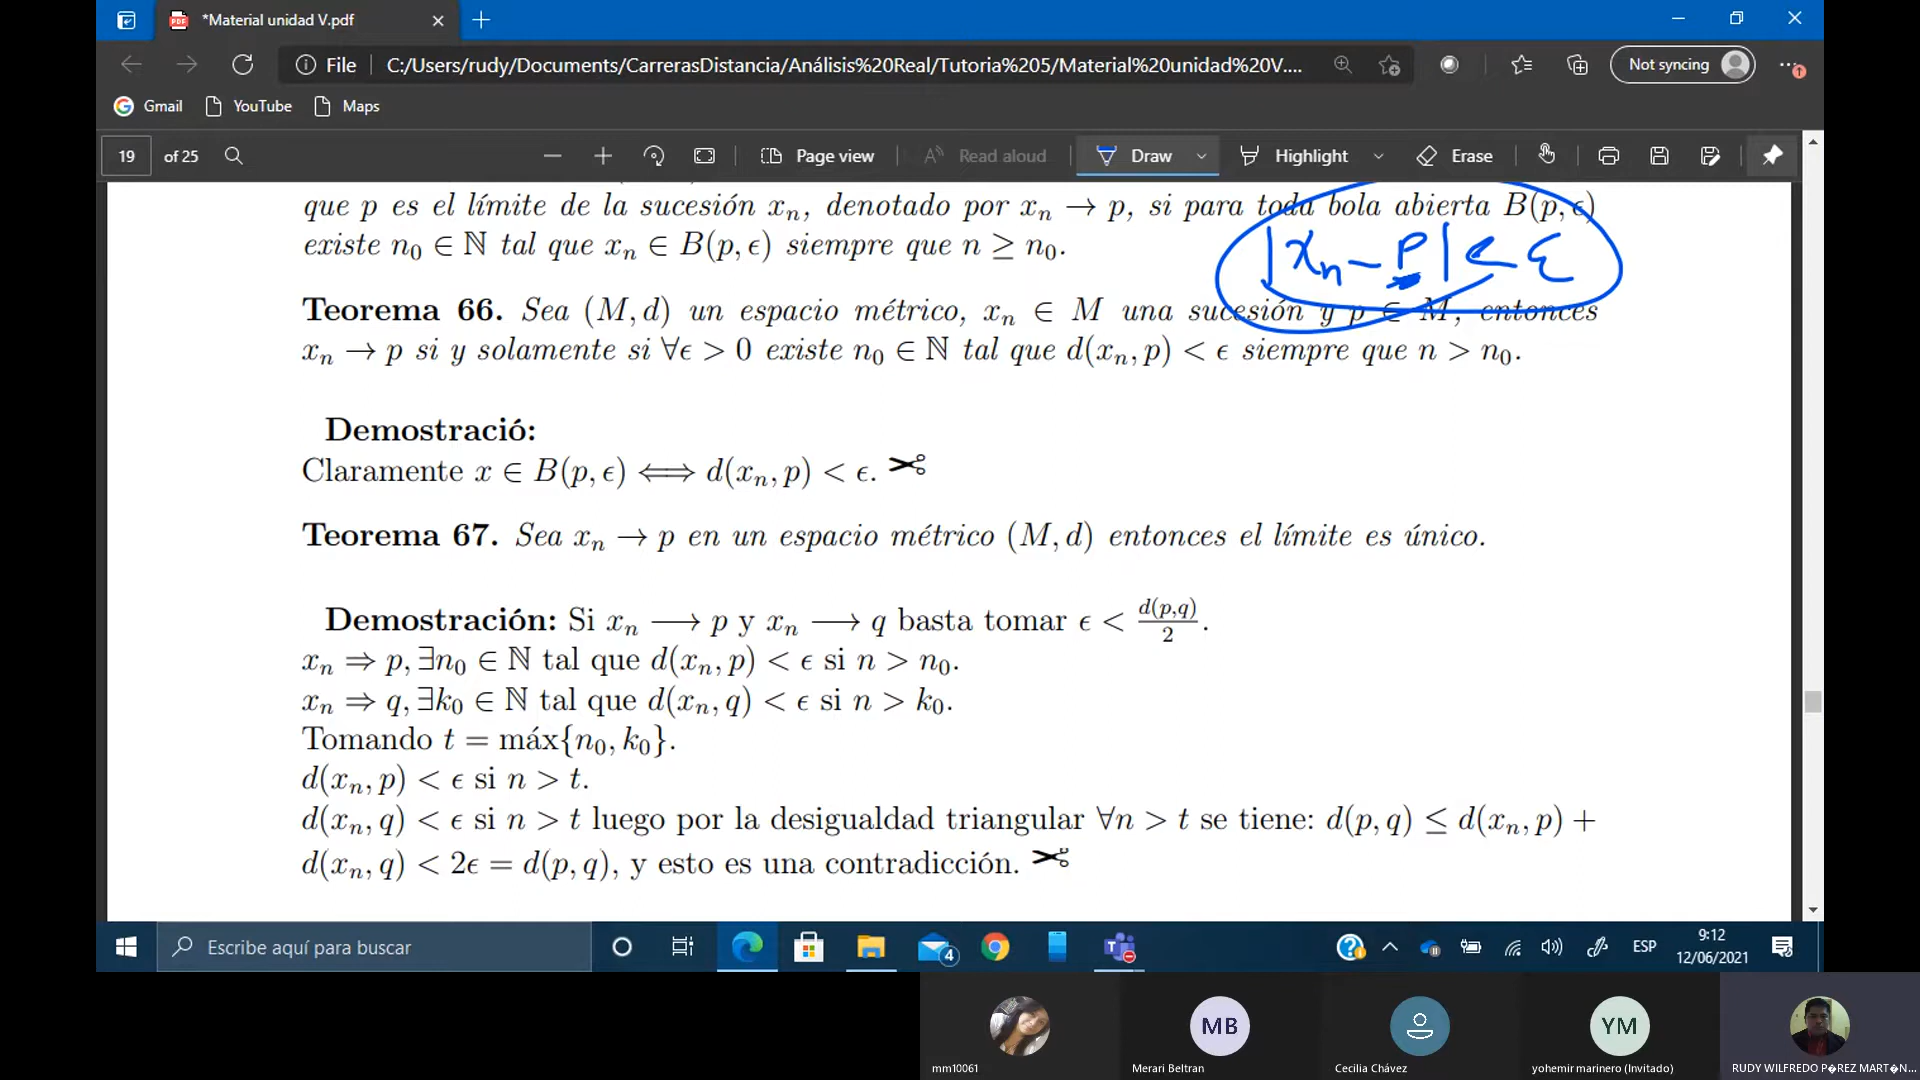 *Material unidad V.pdf
File C:/Users/rudy/Documents/CarrerasDistancia/Análisis%20Real/Tutoria%205/Material%20unidad%20V.... Not syncing
Gmail YouTube Maps
19 of 25 Page view Read aloud Draw Highlight Erase
que p es el límite de la sucesión xₙ, denotado por xₙ → p, si para toda bola abierta B(p, ϵ)
existe n₀ ∈ ℕ tal que xₙ ∈ B(p, ϵ) siempre que n ≥ n₀.
|xₙ − p| < ε
Teorema 66. Sea (M, d) un espacio métrico, xₙ ∈ M una sucesión y p ∈ M, entonces
xₙ → p si y solamente si ∀ϵ > 0 existe n₀ ∈ ℕ tal que d(xₙ, p) < ϵ siempre que n > n₀.
Demostració:
Claramente x ∈ B(p, ϵ) ⟺ d(xₙ, p) < ϵ. ✂
Teorema 67. Sea xₙ → p en un espacio métrico (M, d) entonces el límite es único.
Demostración: Si xₙ ⟶ p y xₙ ⟶ q basta tomar ϵ < d(p,q)/2.
xₙ ⇒ p, ∃n₀ ∈ ℕ tal que d(xₙ, p) < ϵ si n > n₀.
xₙ ⇒ q, ∃k₀ ∈ ℕ tal que d(xₙ, q) < ϵ si n > k₀.
Tomando t = máx{n₀, k₀}.
d(xₙ, p) < ϵ si n > t.
d(xₙ, q) < ϵ si n > t luego por la desigualdad triangular ∀n > t se tiene: d(p, q) ≤ d(xₙ, p) +
d(xₙ, q) < 2ϵ = d(p, q), y esto es una contradicción. ✂
Escribe aquí para buscar 4 ESP 9:12
12/06/2021
MB YM
mm10061 Merari Beltran Cecilia Chávez yohemir marinero (Invitado) RUDY WILFREDO P�REZ MART�N...